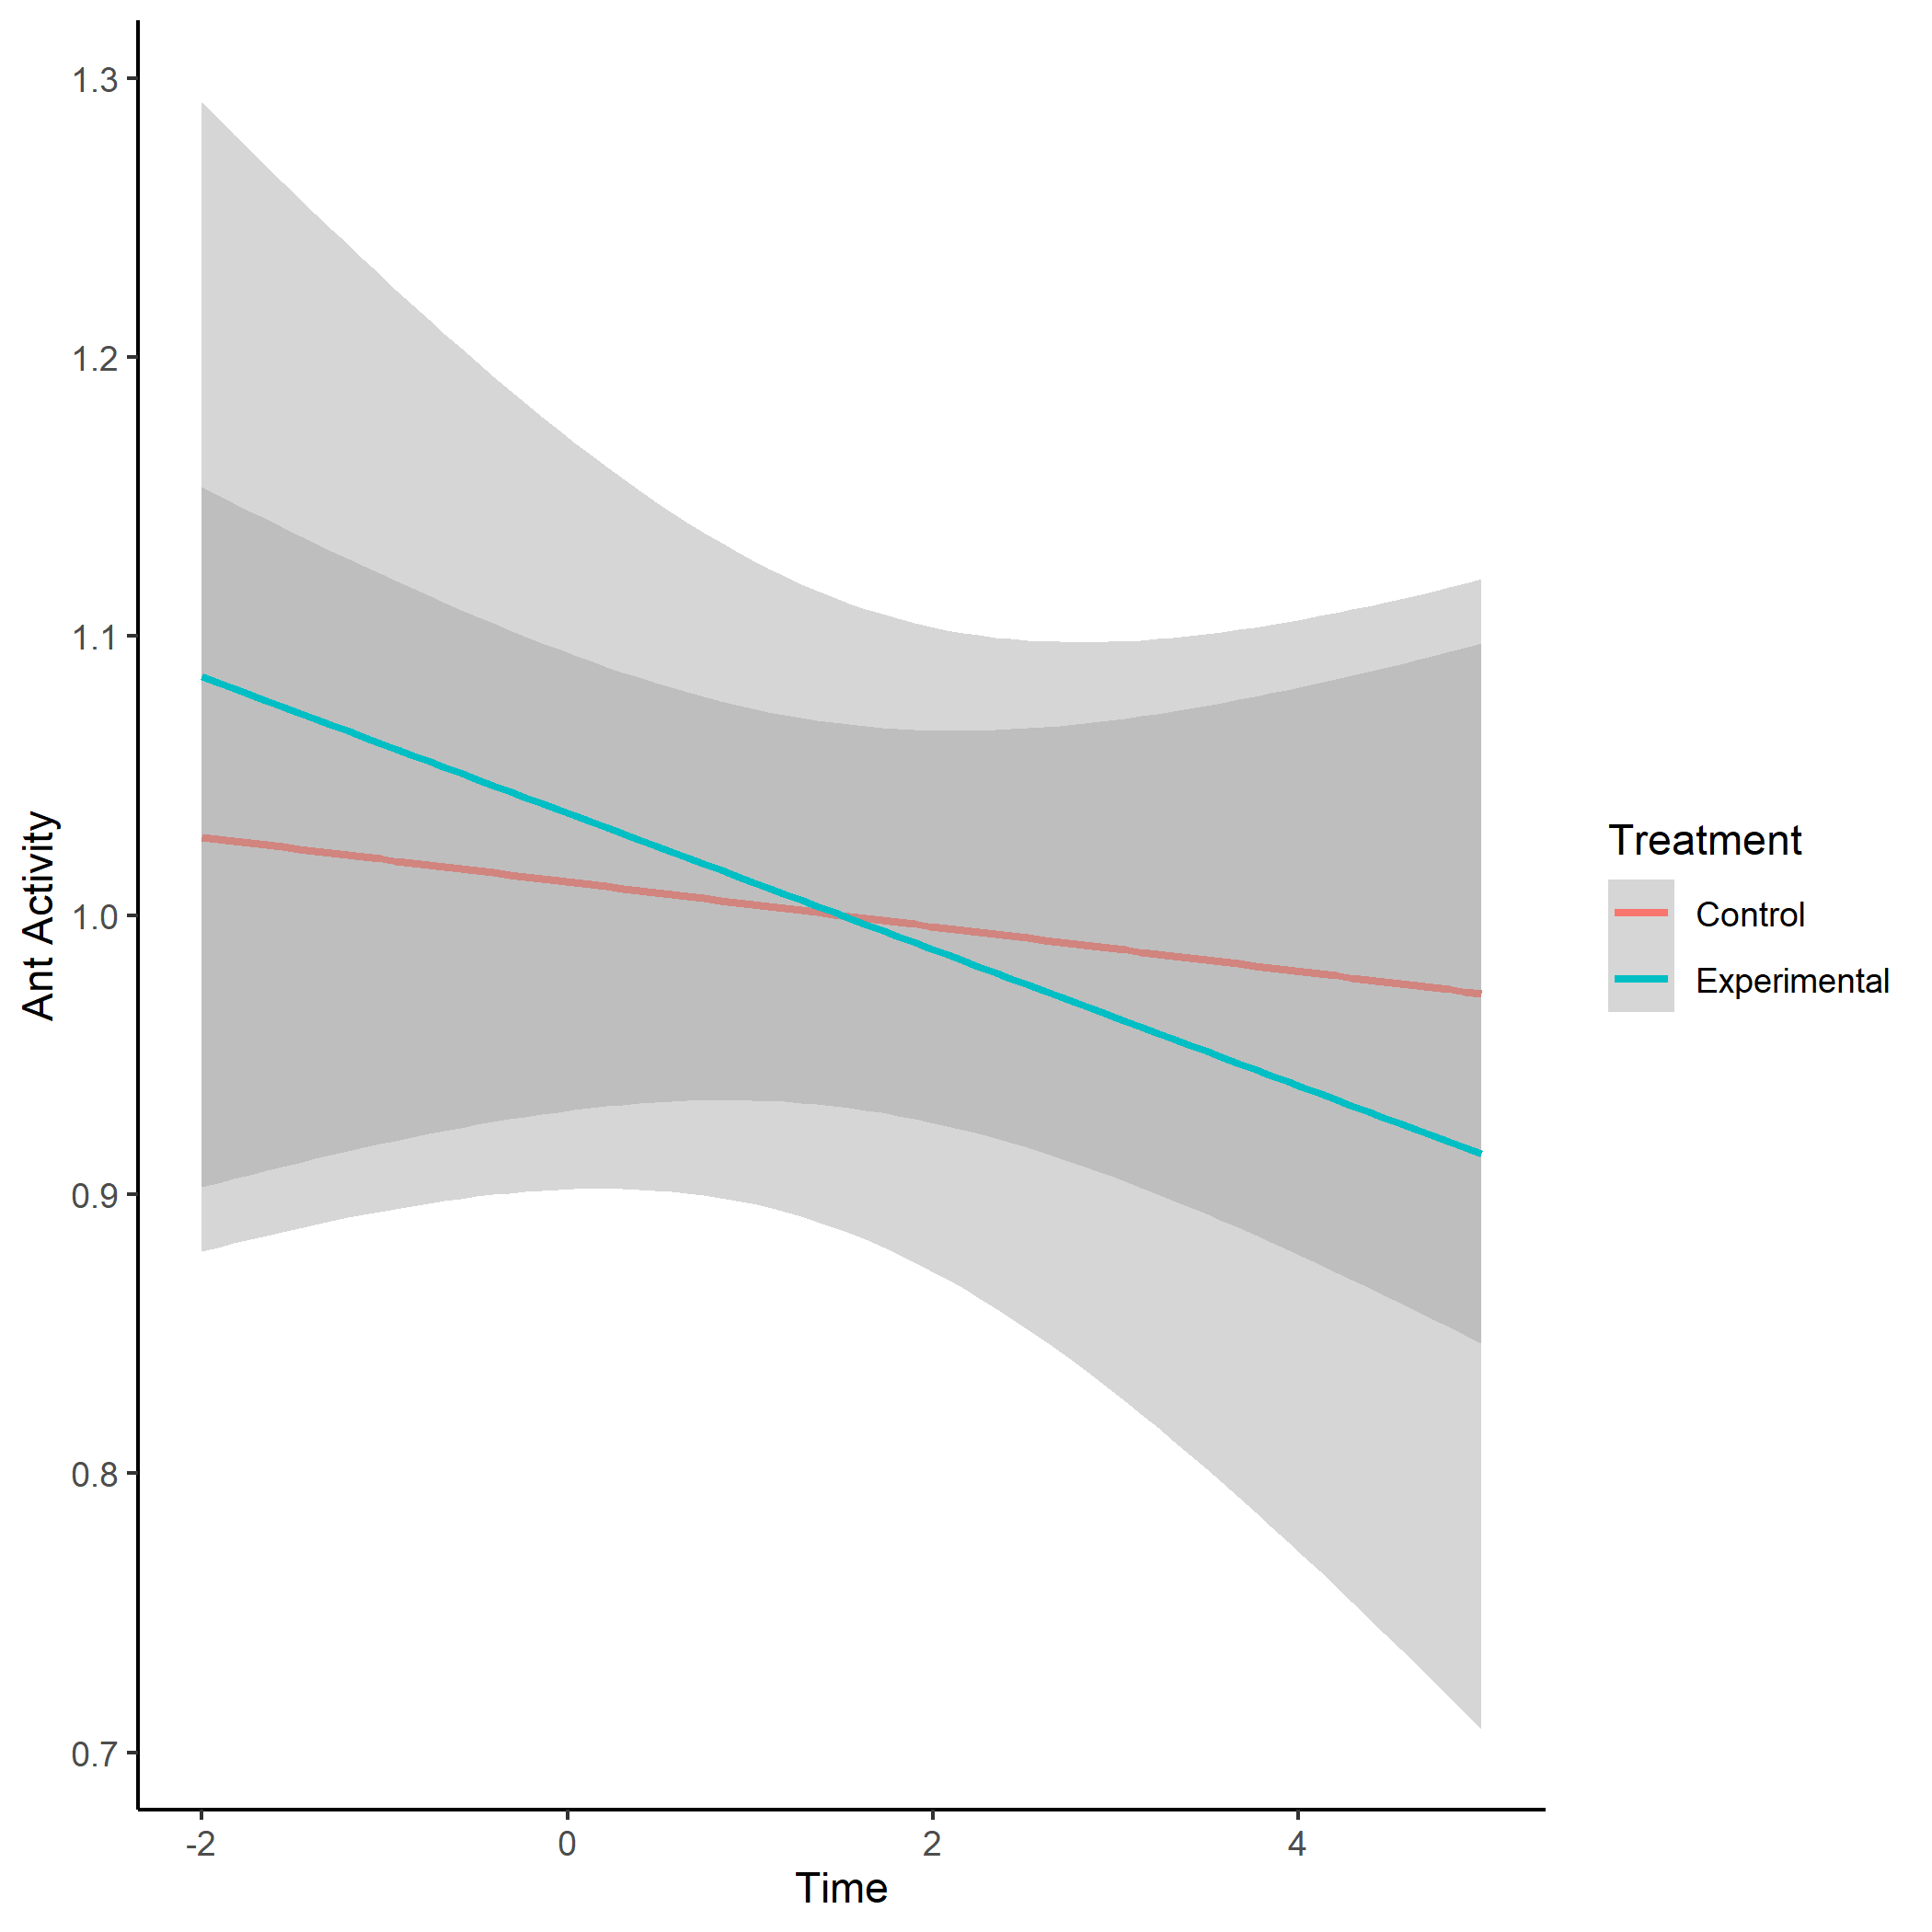 1.3
1.2
1.1
1.0
0.9
0.8
0.7
Ant Activity
-2
0
2
4
Time
Treatment
Control
Experimental